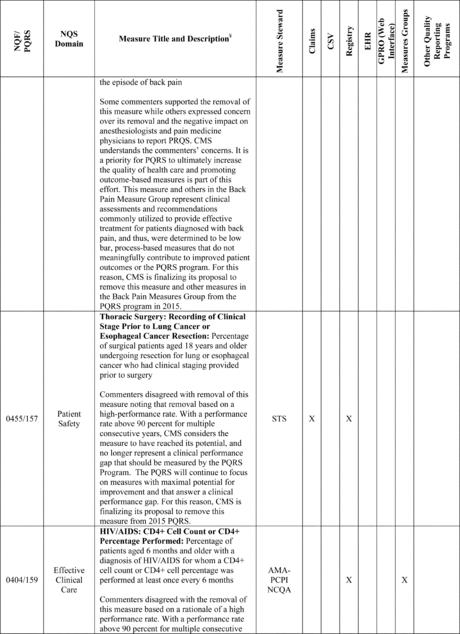 NQF/
PQRS
NQS
Domain
Measure Title and Description¥
Measure Steward
Claims
CSV
Registry
EHR
GPRO (Web
Interface)
Measures Groups
Other Quality
Reporting
Programs
the episode of back pain
Some commenters supported the removal of
this measure while others expressed concern
over its removal and the negative impact on
anesthesiologists and pain medicine
physicians to report PRQS. CMS
understands the commenters' concerns. It is
a priority for PQRS to ultimately increase
the quality of health care and promoting
outcome-based measures is part of this
effort. This measure and others in the Back
Pain Measure Group represent clinical
assessments and recommendations
commonly utilized to provide effective
treatment for patients diagnosed with back
pain, and thus, were determined to be low
bar, process-based measures that do not
meaningfully contribute to improved patient
outcomes or the PQRS program. For this
reason, CMS is finalizing its proposal to
remove this measure and other measures in
the Back Pain Measures Group from the
PQRS program in 2015.
0455/157
Patient
Safety
Thoracic Surgery: Recording of Clinical
Stage Prior to Lung Cancer or
Esophageal Cancer Resection: Percentage
of surgical patients aged 18 years and older
undergoing resection for lung or esophageal
cancer who had clinical staging provided
prior to surgery
Commenters disagreed with removal of this
measure noting that removal based on a
high-performance rate. With a performance
rate above 90 percent for multiple
consecutive years, CMS considers the
measure to have reached its potential, and
no longer represent a clinical performance
gap that should be measured by the PQRS
Program. The PQRS will continue to focus
on measures with maximal potential for
improvement and that answer a clinical
performance gap. For this reason, CMS is
finalizing its proposal to remove this
measure from 2015 PQRS.
STS
X
X
0404/159
Effective
Clinical
Care
HIV/AIDS: CD4+ Cell Count or CD4+
Percentage Performed: Percentage of
patients aged 6 months and older with a
diagnosis of HIV/AIDS for whom a CD4+
cell count or CD4+ cell percentage was
performed at least once every 6 months
Commenters disagreed with the removal of
this measure based on a rationale of a high
performance rate. With a performance rate
above 90 percent for multiple consecutive
AMA-
PCPI
NCQA
X
X